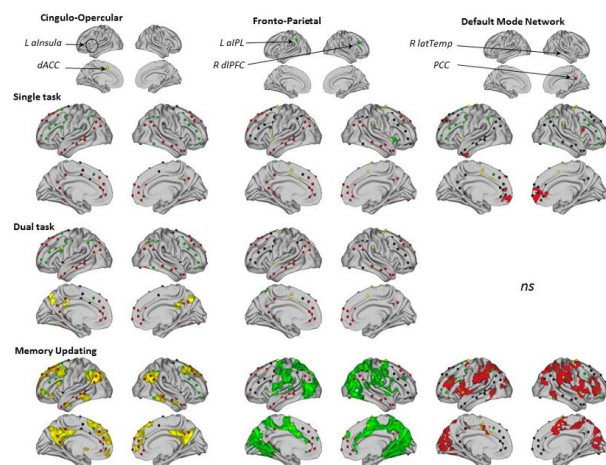 Cingulo-Opercular
Fronto-Parietal
Default Mode Network
L aInsula
dACC
L aIPL
R dlPFC
R latTemp
PCC
Single task
Dual task
ns
Memory Updating